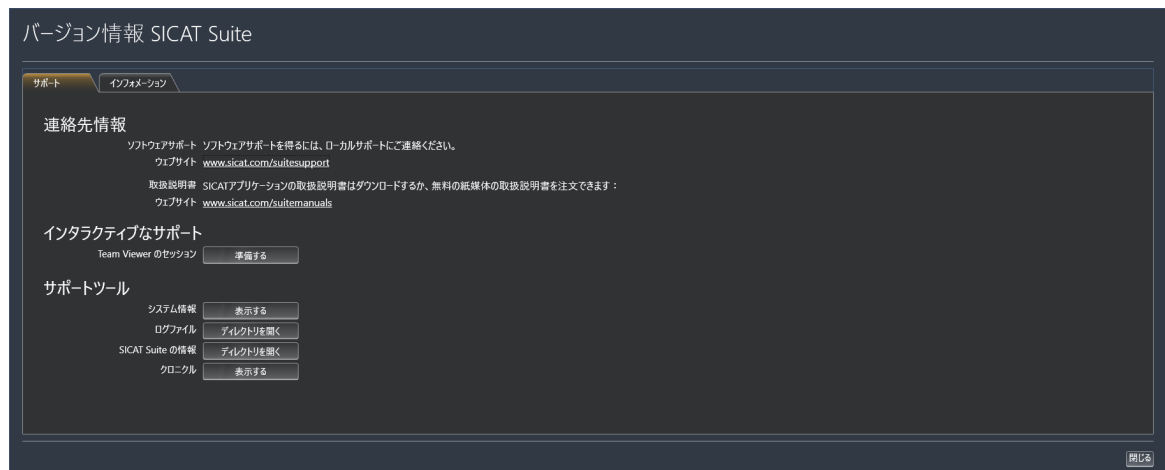 バージョン情報 SICAT Suite
サポート インフォメーション
連絡先情報
ソフトウェアサポート ソフトウェアサポートを得るには、ローカルサポートにご連絡ください。
ウェブサイト www.sicat.com/suitesupport
取扱説明書 SICATアプリケーションの取扱説明書はダウンロードするか、無料の紙媒体の取扱説明書を注文できます：
ウェブサイト www.sicat.com/suitemanuals
インタラクティブなサポート
Team Viewer のセッション 準備する
サポートツール
システム情報 表示する
ログファイル ディレクトリを開く
SICAT Suite の情報 ディレクトリを開く
クロニクル 表示する
閉じる